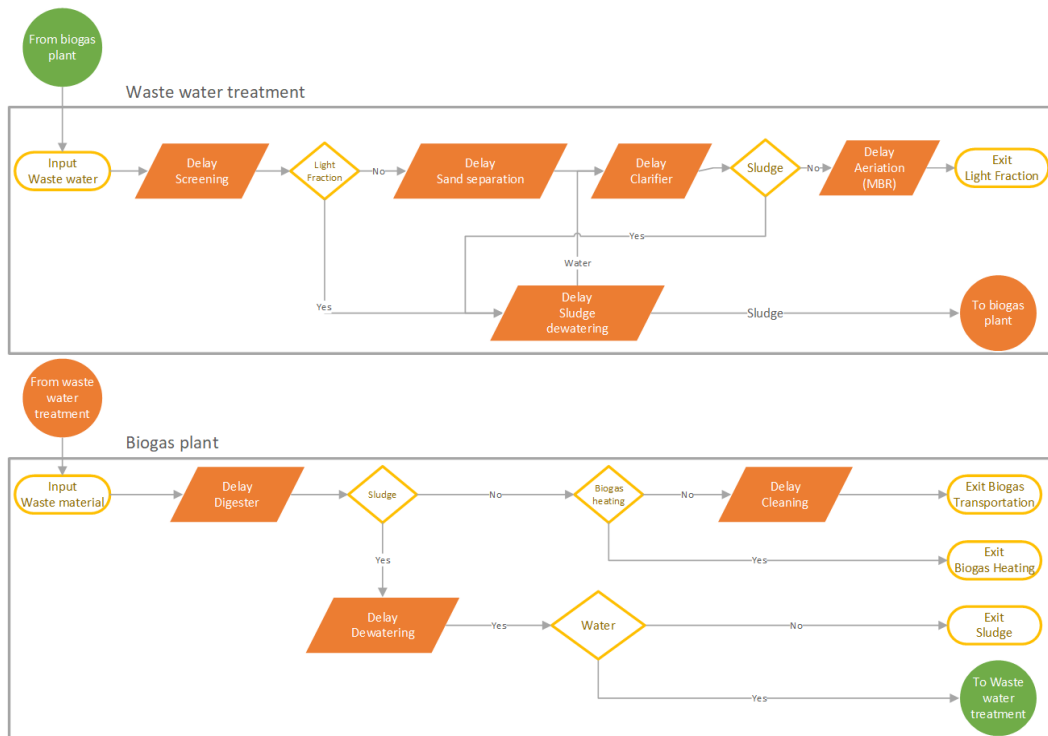 From biogas
plant
Waste water treatment
Input
Waste water
Delay
Screening
Light
Fraction
No
Delay
Sand separation
Delay
Clarifier
Sludge
No
Delay
Aeriation
(MBR)
Exit
Light Fraction
Yes
Water
Yes
Delay
Sludge
dewatering
Sludge
To biogas
plant
From waste
water
treatment
Biogas plant
Input
Waste material
Delay
Digester
Sludge
No
Biogas
heating
No
Delay
Cleaning
Exit Biogas
Transportation
Yes
Yes
Exit
Biogas Heating
Delay
Dewatering
Yes
Water
No
Exit
Sludge
Yes
To Waste
water
treatment